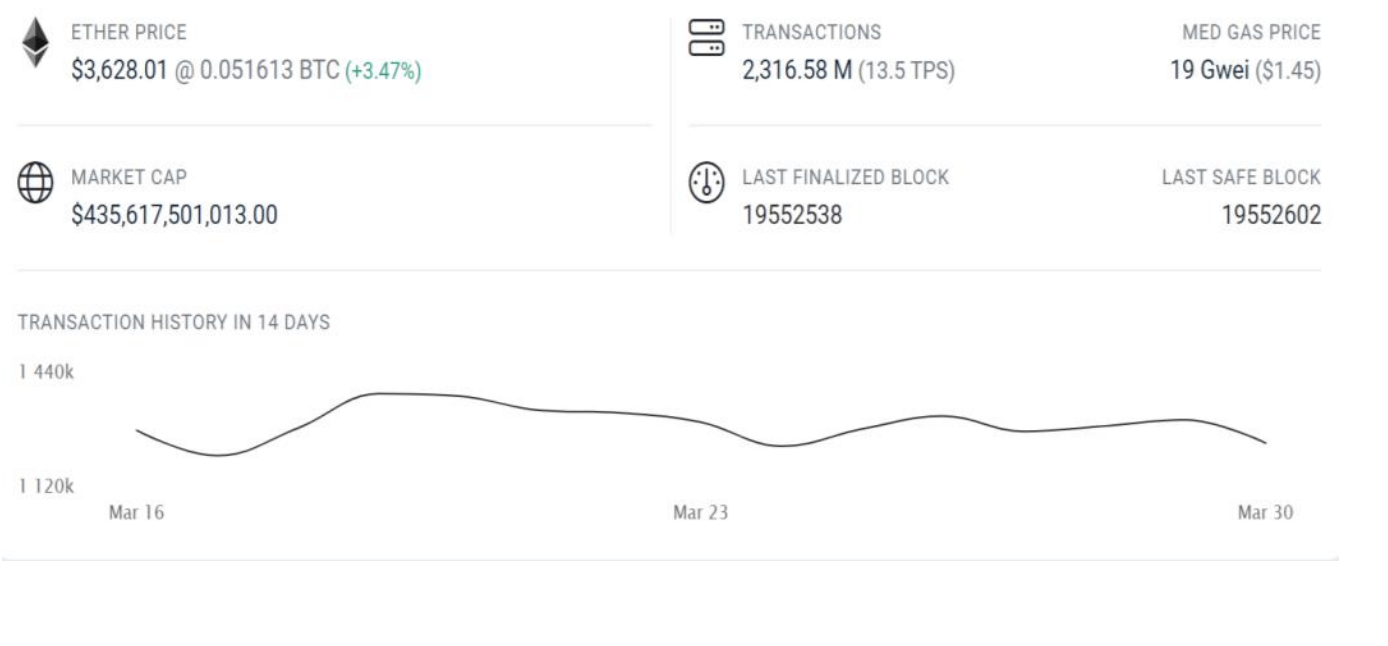 ETHER PRICE
$3,628.01 @ 0.051613 BTC (+3.47%)
TRANSACTIONS
2,316.58 M (13.5 TPS)
MED GAS PRICE
19 Gwei ($1.45)
MARKET CAP
$435,617,501,013.00
LAST FINALIZED BLOCK
19552538
LAST SAFE BLOCK
19552602
TRANSACTION HISTORY IN 14 DAYS
1 440k
1 120k
Mar 16
Mar 23
Mar 30